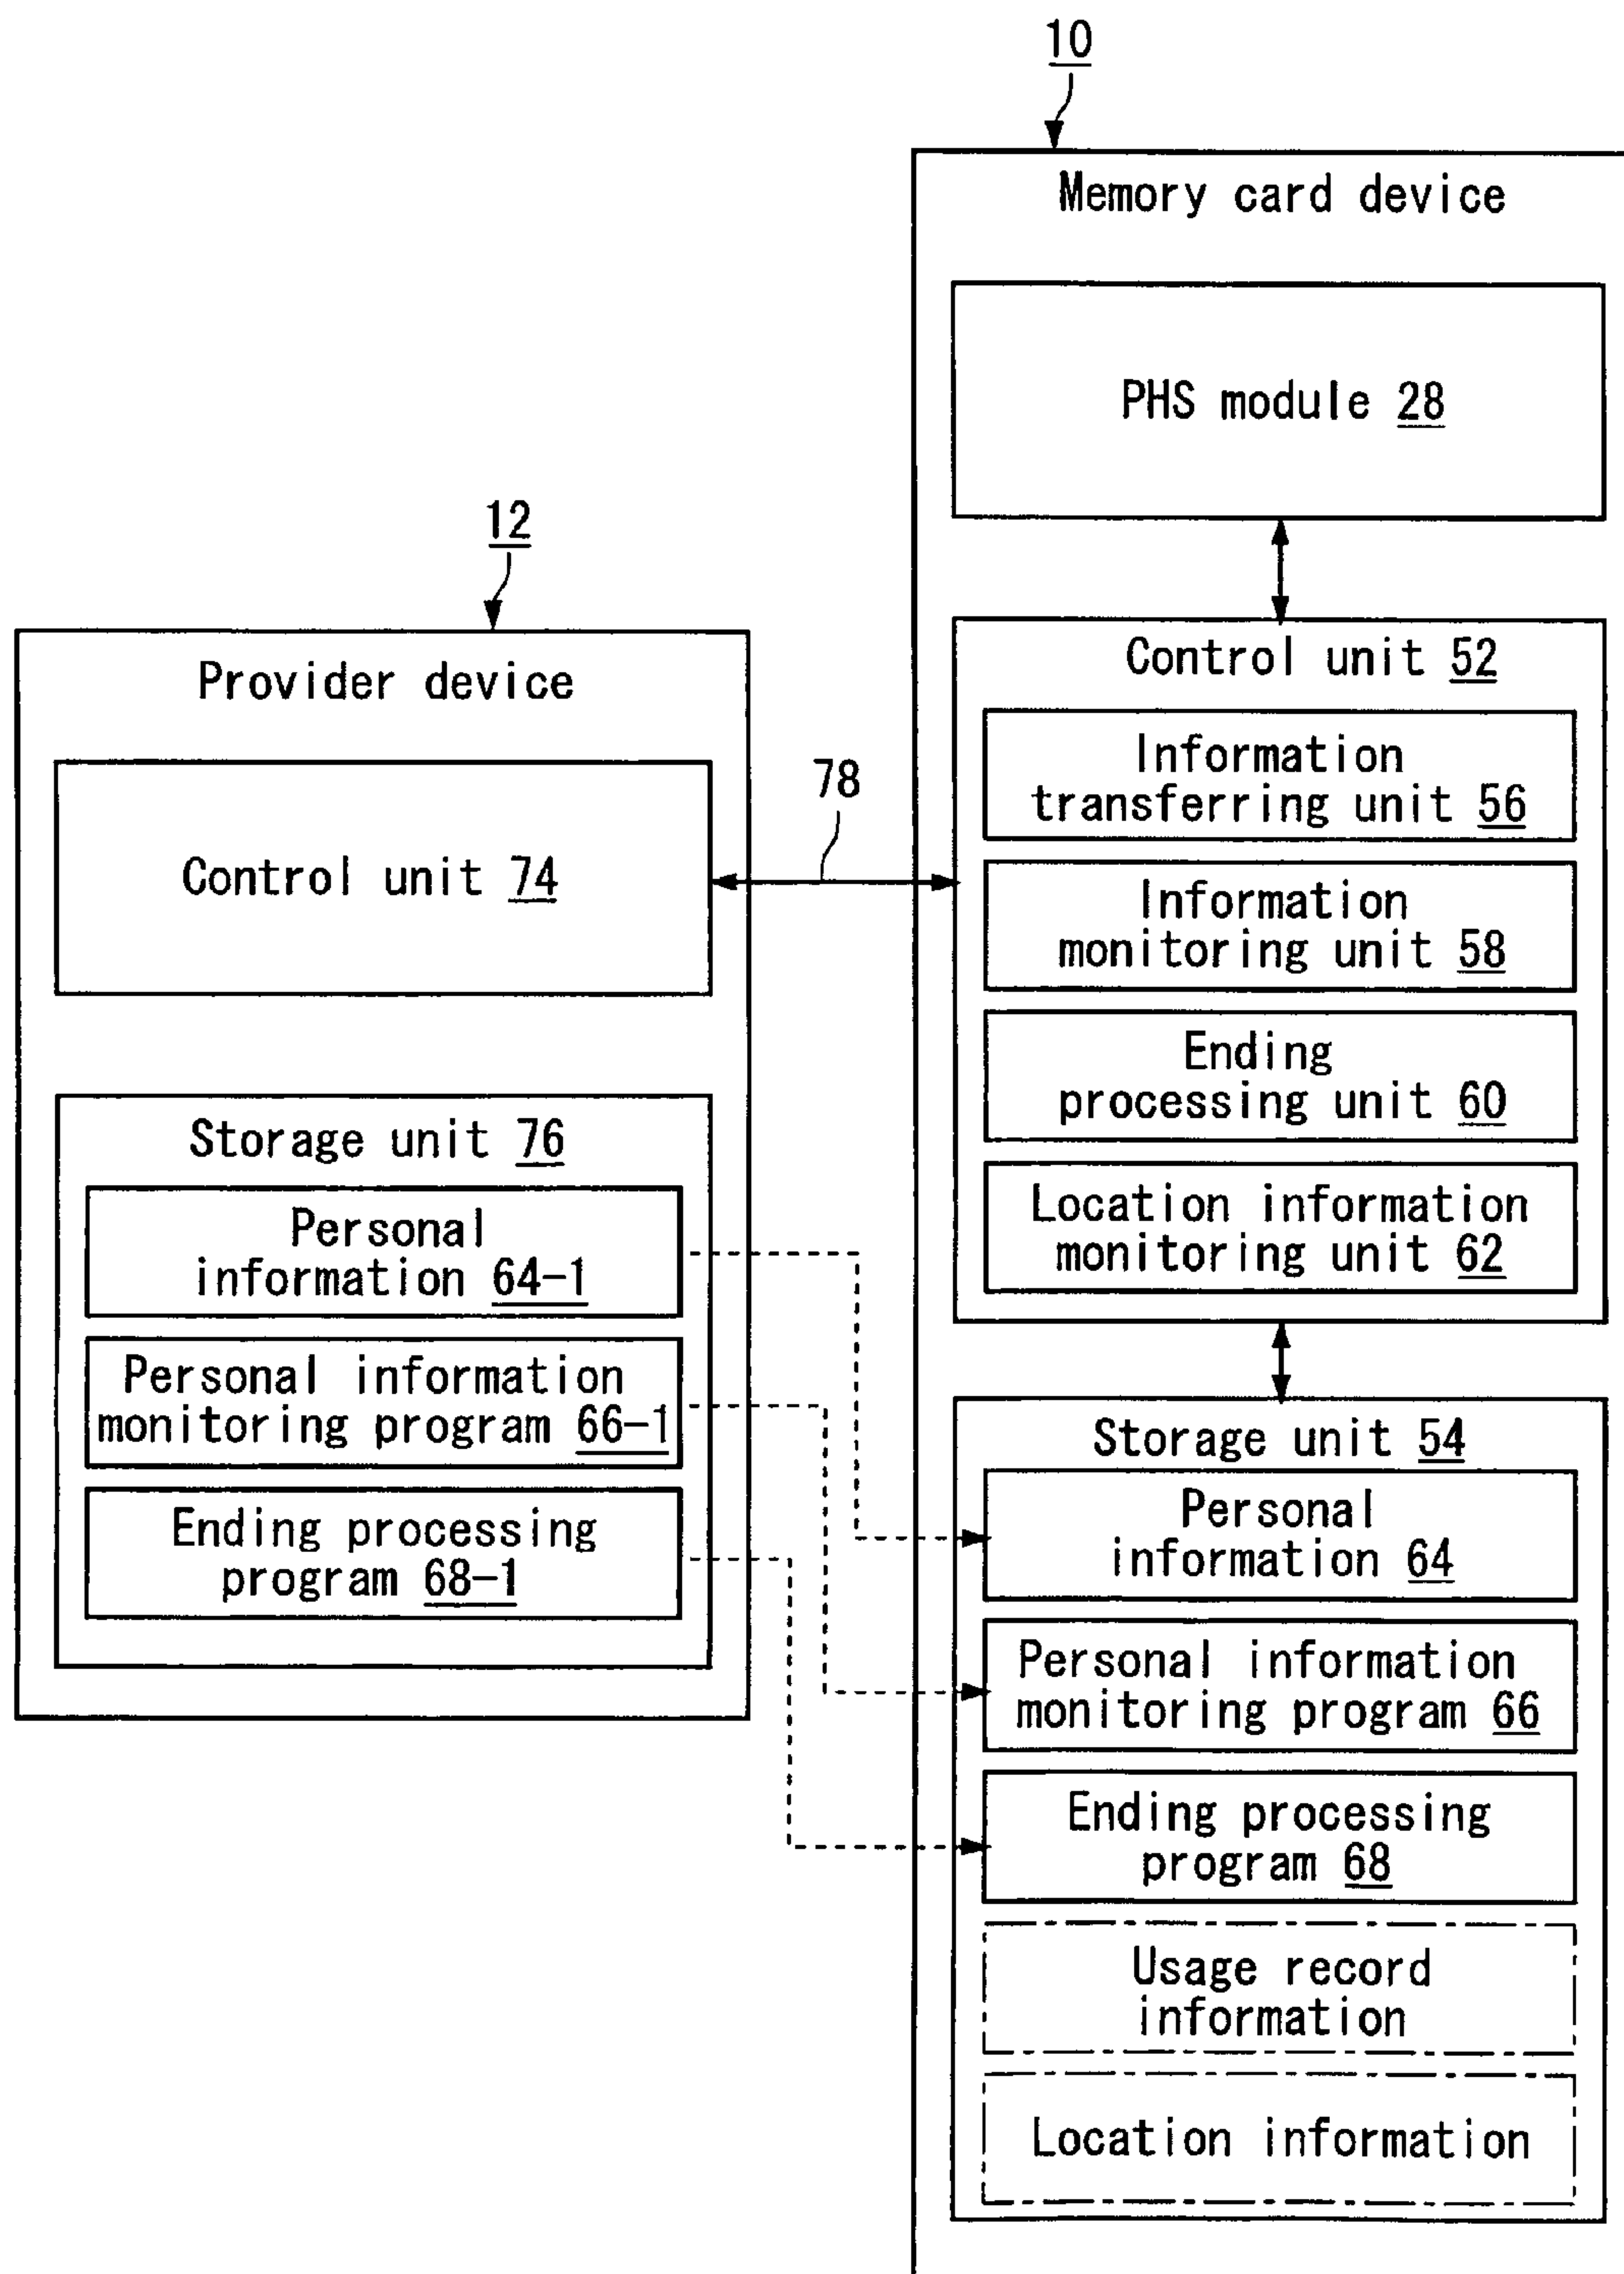 10
Memory card device
PHS module 28
12
Provider device
Control unit 74
78
Control unit 52
Information
transferring unit 56
Information
monitoring unit 58
Ending
processing unit 60
Location information
monitoring unit 62
Storage unit 76
Personal
information 64-1
Personal information
monitoring program 66-1
Ending processing
program 68-1
Storage unit 54
Personal
information 64
Personal information
monitoring program 66
Ending processing
program 68
Usage record
information
Location information